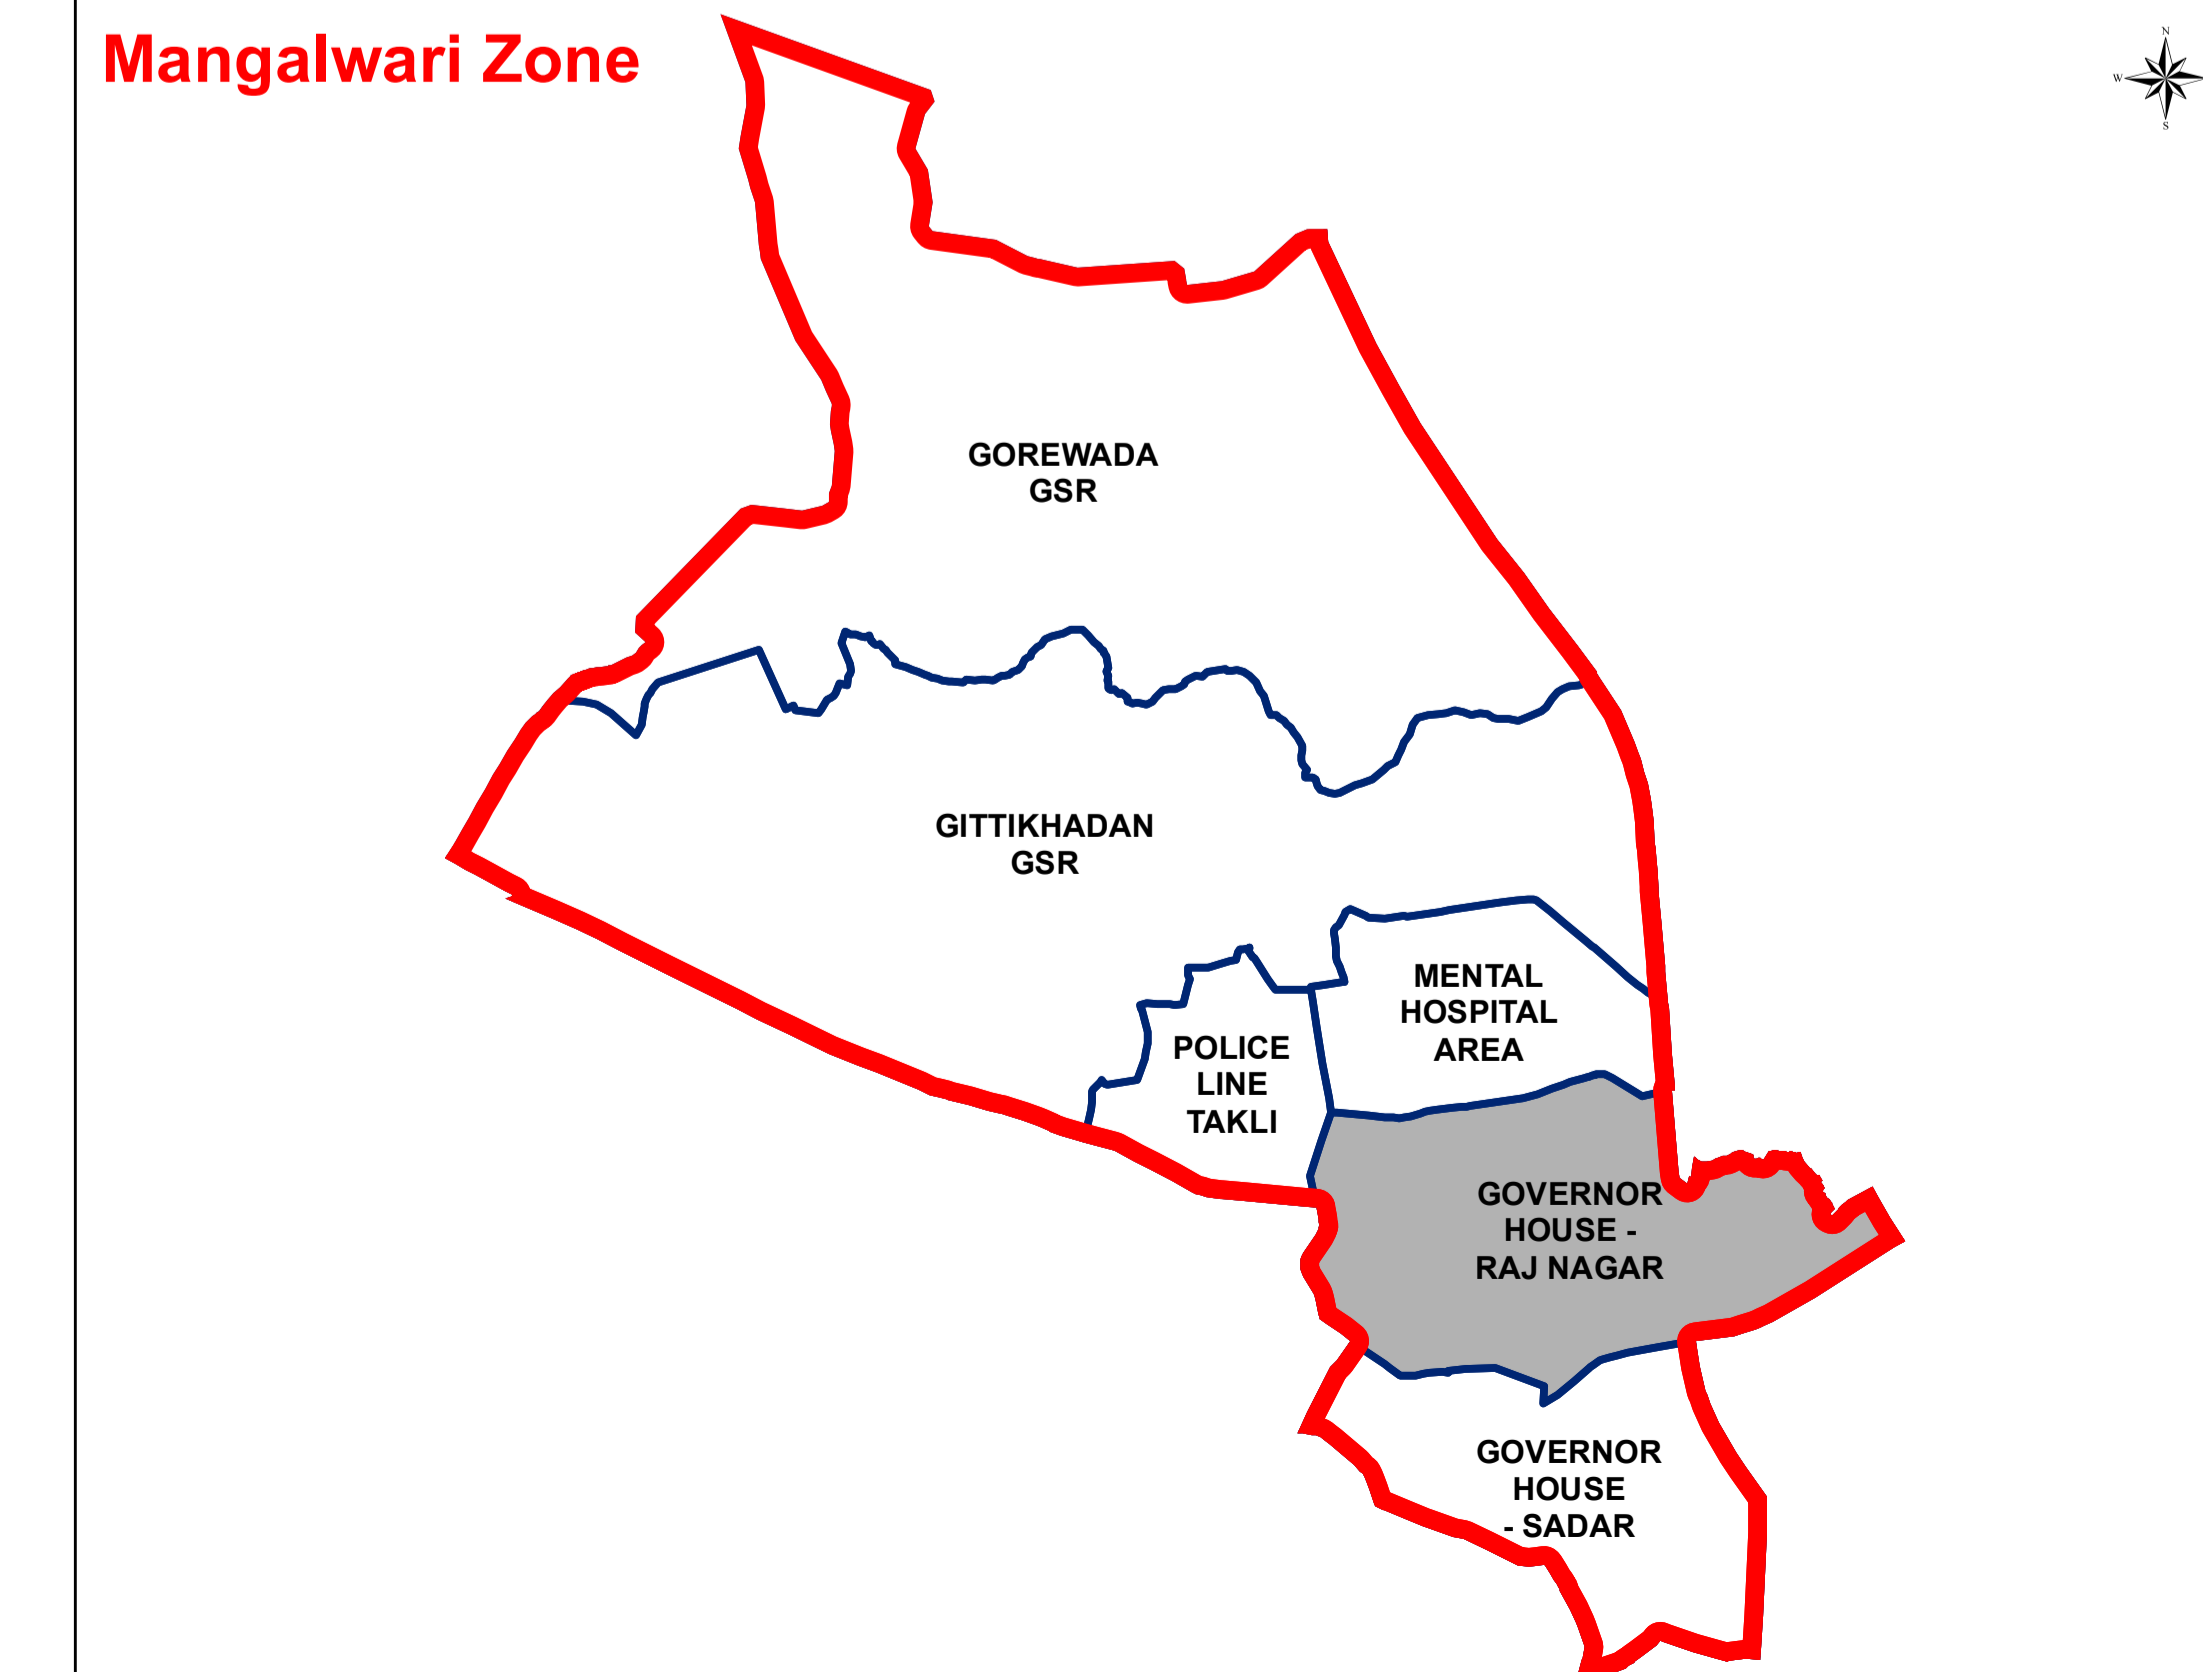 Mangalwari Zone
N
W
S
GOREWADA
GSR
GITTIKHADAN
GSR
MENTAL
HOSPITAL
AREA
POLICE
LINE
TAKLI
GOVERNOR
HOUSE -
RAJ NAGAR
GOVERNOR
HOUSE
- SADAR